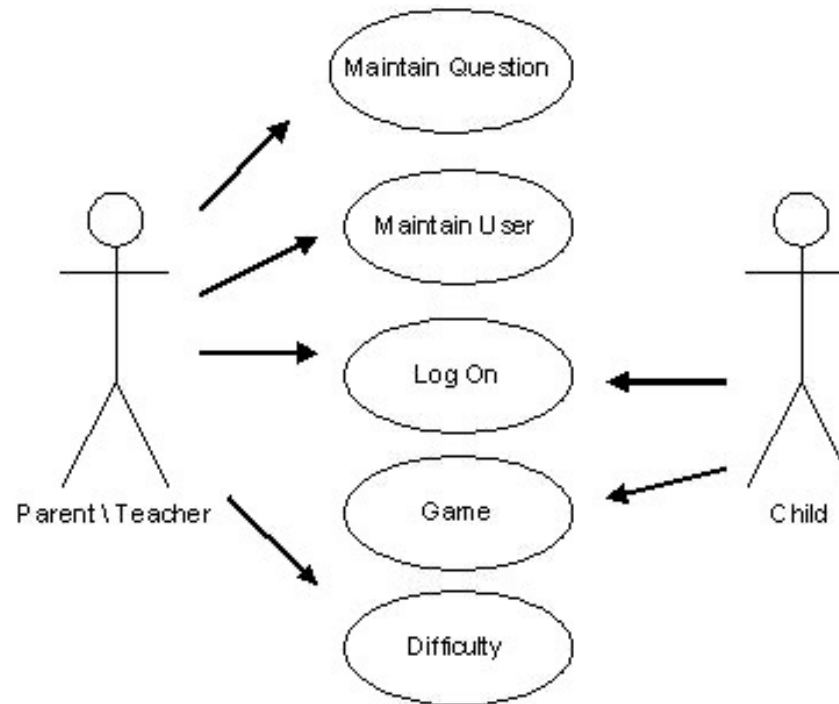 Maintain Question
Maintain User
Log On
Parent \ Teacher
Game
Child
Difficulty